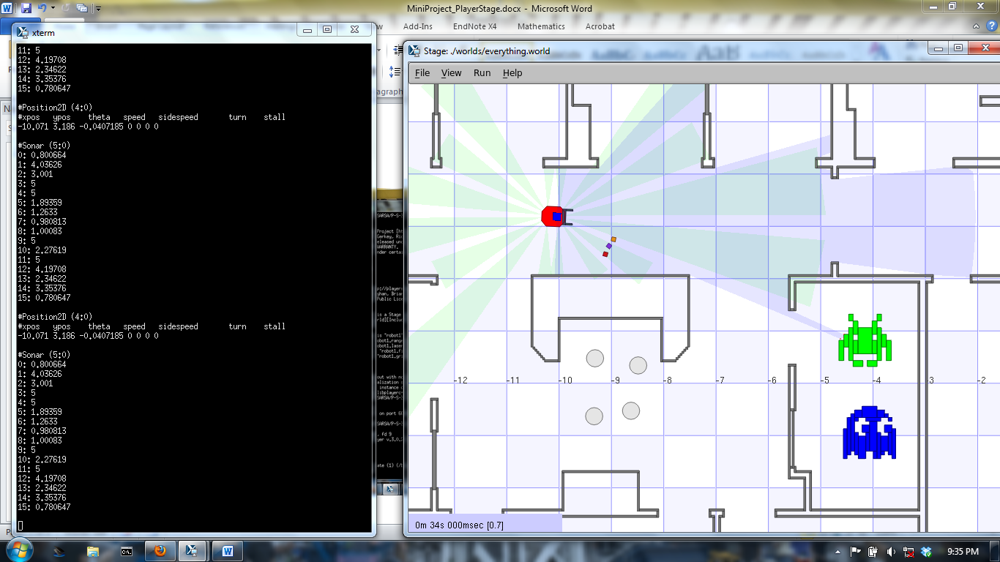 MiniProject_PlayerStage.docx - Microsoft Word
Add-Ins EndNote X4 Mathematics Acrobat
xterm
11: 5
12: 4.19708
13: 2.34622
14: 3.35376
15: 0.780647
#Position2D (4:0)
#xpos ypos theta speed sidespeed turn stall
-10.071 3.186 -0.0407185 0 0 0 0
#Sonar (5:0)
0: 0.800664
1: 4.03626
2: 3.001
3: 5
4: 5
5: 1.89359
6: 1.2633
7: 0.980813
8: 1.00083
9: 5
10: 2.27619
11: 5
12: 4.19708
13: 2.34622
14: 3.35376
15: 0.780647
#Position2D (4:0)
#xpos ypos theta speed sidespeed turn stall
-10.071 3.186 -0.0407185 0 0 0 0
#Sonar (5:0)
0: 0.800664
1: 4.03626
2: 3.001
3: 5
4: 5
5: 1.89359
6: 1.2633
7: 0.980813
8: 1.00083
9: 5
10: 2.27619
11: 5
12: 4.19708
13: 2.34622
14: 3.35376
15: 0.780647
Stage: ./worlds/everything.world
File View Run Help
-12 -11 -10 -9 -8 -7 -6 -5 -4 -3 -2
0m 34s 000msec [0.7]
9:35 PM